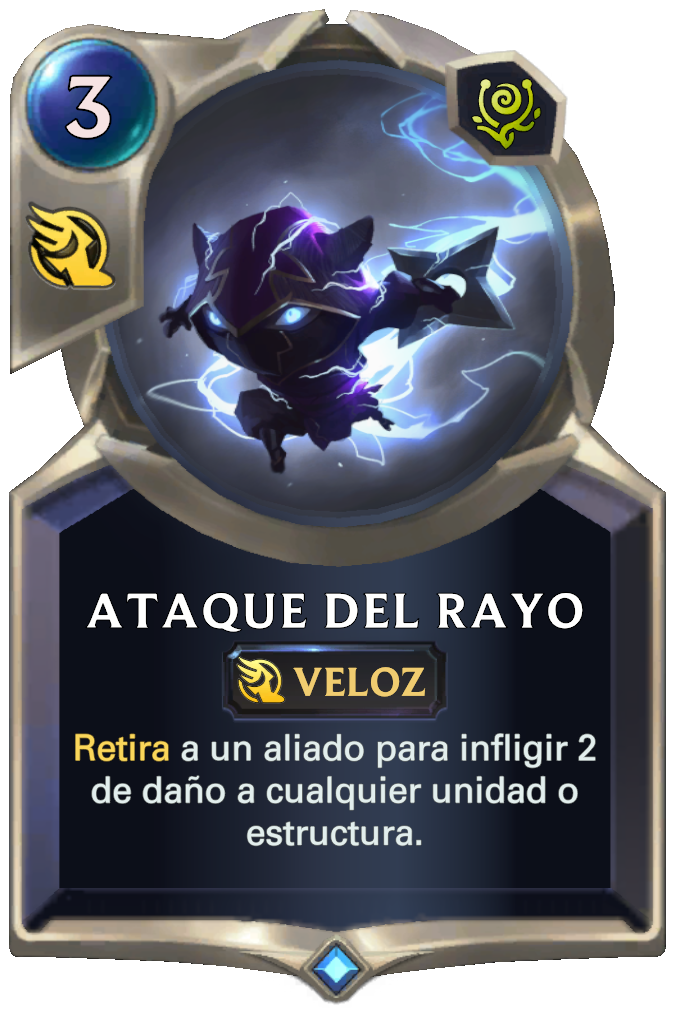 3
ATAQUE DEL RAYO
VELOZ
Retira a un aliado para infligir 2
de daño a cualquier unidad o
estructura.